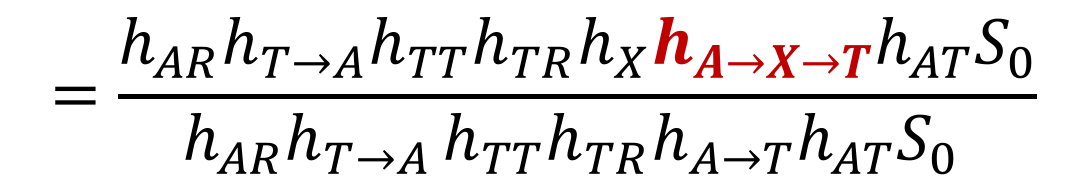 = h_{AR} h_{T→A} h_{TT} h_{TR} h_X h_{A→X→T} h_{AT} S_0
h_{AR} h_{T→A} h_{TT} h_{TR} h_{A→T} h_{AT} S_0